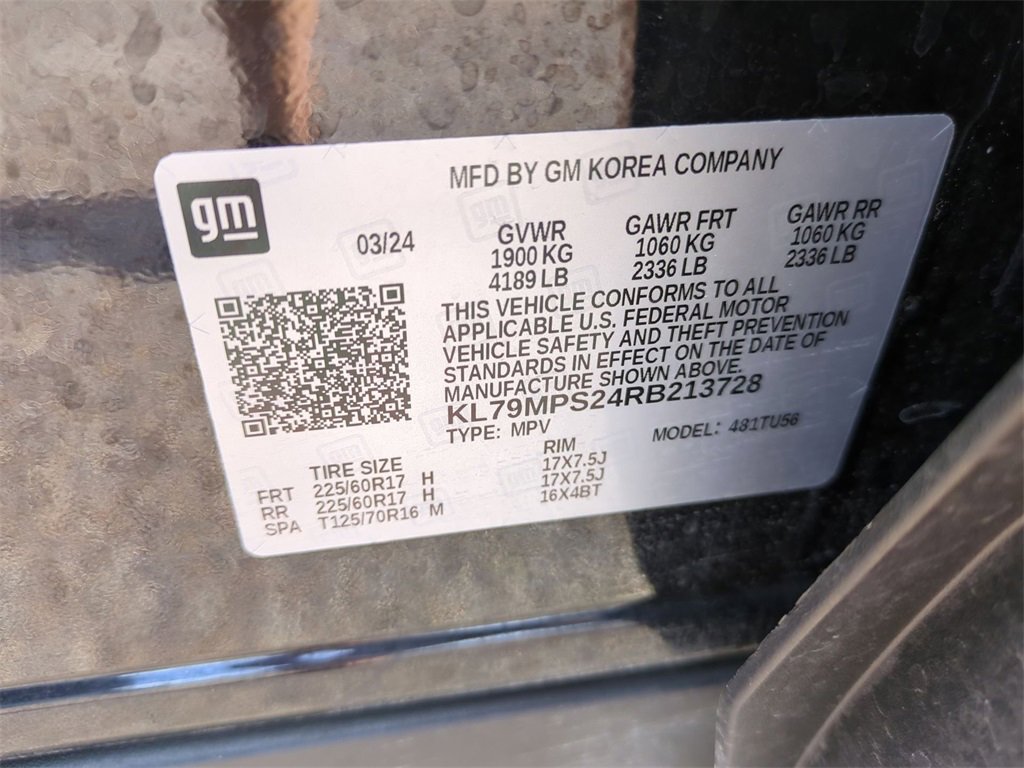 MFD BY GM KOREA COMPANY
gm
03/24
GVWR GAWR FRT GAWR RR
1900 KG 1060 KG 1060 KG
4189 LB 2336 LB 2336 LB
THIS VEHICLE CONFORMS TO ALL
APPLICABLE U.S. FEDERAL MOTOR
VEHICLE SAFETY AND THEFT PREVENTION
STANDARDS IN EFFECT ON THE DATE OF
MANUFACTURE SHOWN ABOVE.
KL79MPS24RB213728
TYPE: MPV MODEL: 481TU56
TIRE SIZE RIM
FRT 225/60R17 H 17X7.5J
RR 225/60R17 H 17X7.5J
SPA T125/70R16 M 16X4BT